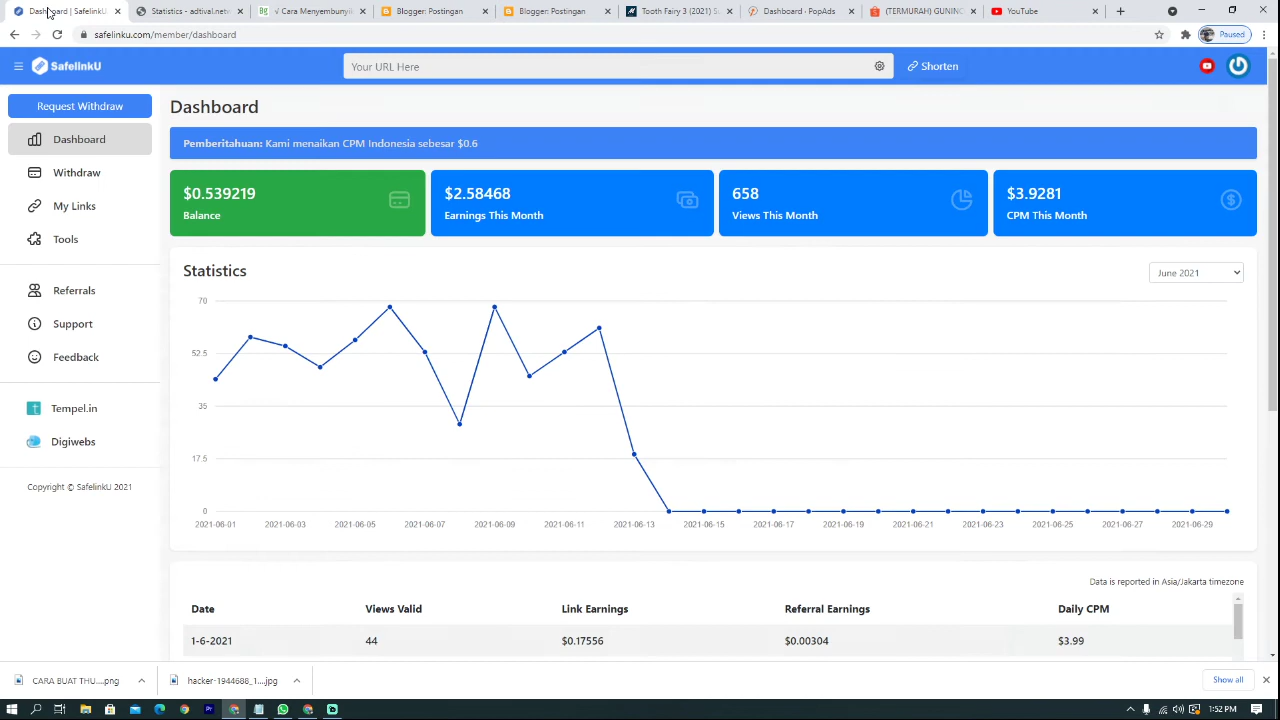 Dashboard | SafelinkU
Statistics - adtival.netw
√ Cara Menyembunyik
Blogger: Postingan
Blogger: Postingan
Tooth Fairy 3 (2021) Su
Dashboard - PopAds
(TERMURAH) GUNING
YouTube
safelinku.com/member/dashboard
Paused
SafelinkU
Your URL Here
Shorten
Request Withdraw
Dashboard
Withdraw
My Links
Tools
Referrals
Support
Feedback
Tempel.in
Digiwebs
Copyright © SafelinkU 2021
Dashboard
Pemberitahuan: Kami menaikan CPM Indonesia sebesar $0.6
$0.539219
Balance
$2.58468
Earnings This Month
658
Views This Month
$3.9281
CPM This Month
Statistics
June 2021
70
52.5
35
17.5
0
2021-06-01 2021-06-03 2021-06-05 2021-06-07 2021-06-09 2021-06-11 2021-06-13 2021-06-15 2021-06-17 2021-06-19 2021-06-21 2021-06-23 2021-06-25 2021-06-27 2021-06-29
Data is reported in Asia/Jakarta timezone
Date Views Valid Link Earnings Referral Earnings Daily CPM
1-6-2021 44 $0.17556 $0.00304 $3.99
CARA BUAT THU....png
hacker-1944688_1....jpg
Show all
1:52 PM